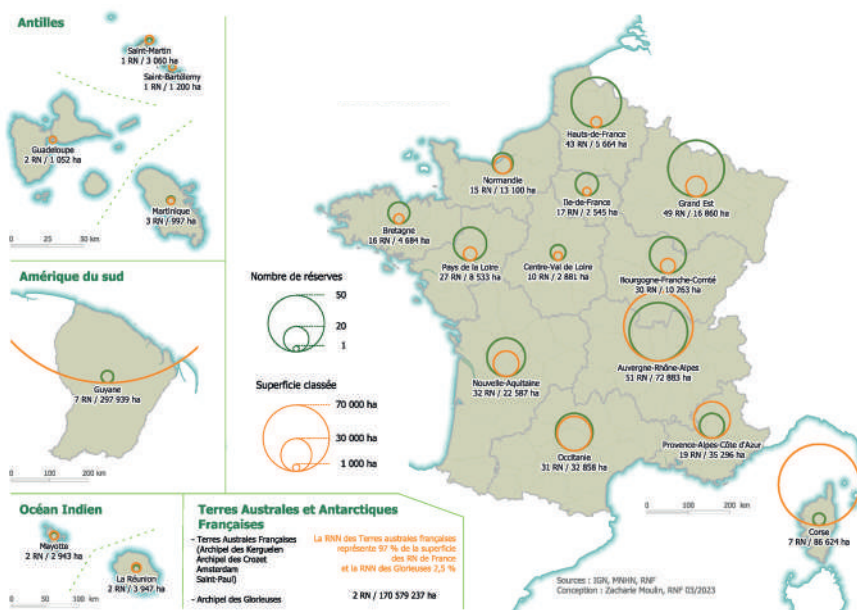 Antilles
Saint-Martin
1 RN / 3 060 ha
Saint-Bartélemy
1 RN / 1 200 ha
Guadeloupe
2 RN / 1 052 ha
Martinique
3 RN / 997 ha
0 25 50 km
Amérique du sud
Guyane
7 RN / 297 939 ha
0 100 200 km
Océan Indien
Mayotte
2 RN / 2 943 ha
La Réunion
2 RN / 3 947 ha
0 50 100 km
Terres Australes et Antarctiques
Françaises
- Terres Australes Françaises
(Archipel des Kerguelen
Archipel des Crozet
Amsterdam
Saint-Paul)
- Archipel des Glorieuses
La RNN des Terres australes françaises
représente 97 % de la superficie
des RN de France
et la RNN des Glorieuses 2,5 %
2 RN / 170 579 237 ha
Nombre de réserves
50
20
1
Superficie classée
70 000 ha
30 000 ha
1 000 ha
Hauts-de-France
43 RN / 5 664 ha
Normandie
15 RN / 13 100 ha
Ile-de-France
17 RN / 2 545 ha
Grand Est
49 RN / 16 860 ha
Bretagne
16 RN / 4 684 ha
Pays de la Loire
27 RN / 8 533 ha
Centre-Val de Loire
10 RN / 2 881 ha
Bourgogne-Franche-Comté
30 RN / 10 263 ha
Auvergne-Rhône-Alpes
51 RN / 72 883 ha
Nouvelle-Aquitaine
32 RN / 22 587 ha
Occitanie
31 RN / 32 858 ha
Provence-Alpes-Côte d'Azur
19 RN / 35 296 ha
Corse
7 RN / 86 624 ha
0 100 200 km
Sources : IGN, MNHN, RNF
Conception : Zacharie Moulin, RNF 03/2023